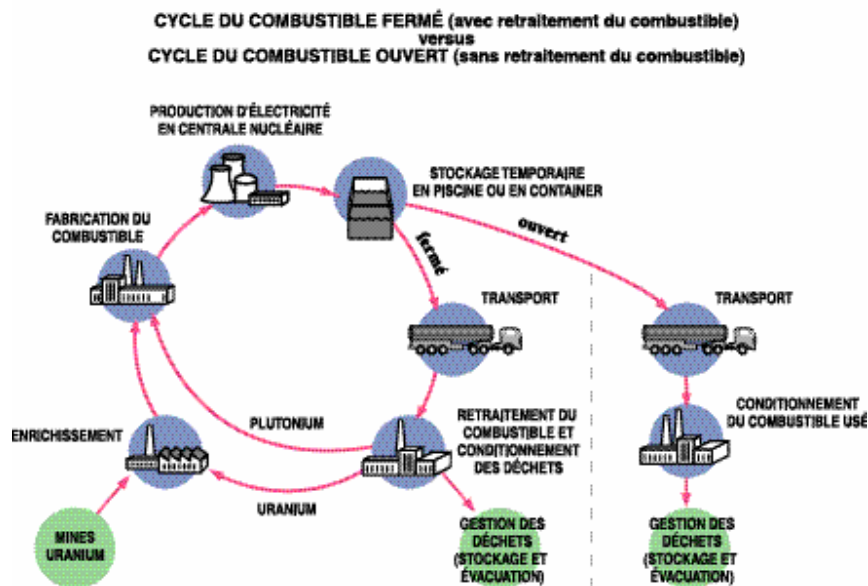 CYCLE DU COMBUSTIBLE FERMÉ (avec retraitement du combustible)
versus
CYCLE DU COMBUSTIBLE OUVERT (sans retraitement du combustible)
PRODUCTION D'ÉLECTRICITÉ
EN CENTRALE NUCLÉAIRE
STOCKAGE TEMPORAIRE
EN PISCINE OU EN CONTAINER
FABRICATION DU
COMBUSTIBLE
fermé
ouvert
TRANSPORT
TRANSPORT
ENRICHISSEMENT
PLUTONIUM
RETRAITEMENT DU
COMBUSTIBLE ET
CONDITIONNEMENT
DES DÉCHETS
CONDITIONNEMENT
DU COMBUSTIBLE USÉ
URANIUM
MINES
URANIUM
GESTION DES
DÉCHETS
(STOCKAGE ET
ÉVACUATION)
GESTION DES
DÉCHETS
(STOCKAGE ET
ÉVACUATION)